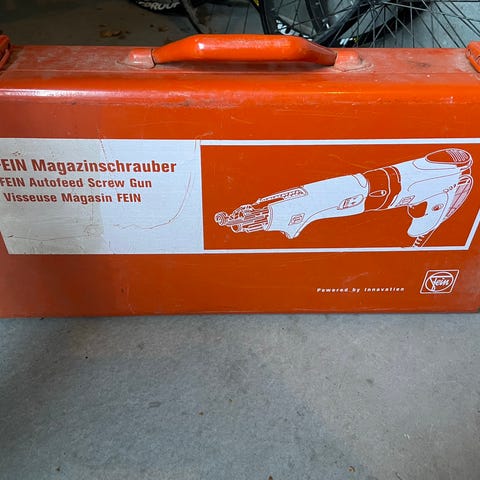 FEIN Magazinschrauber
FEIN Autofeed Screw Gun
Visseuse Magasin FEIN
Powered by Innovation
Fein